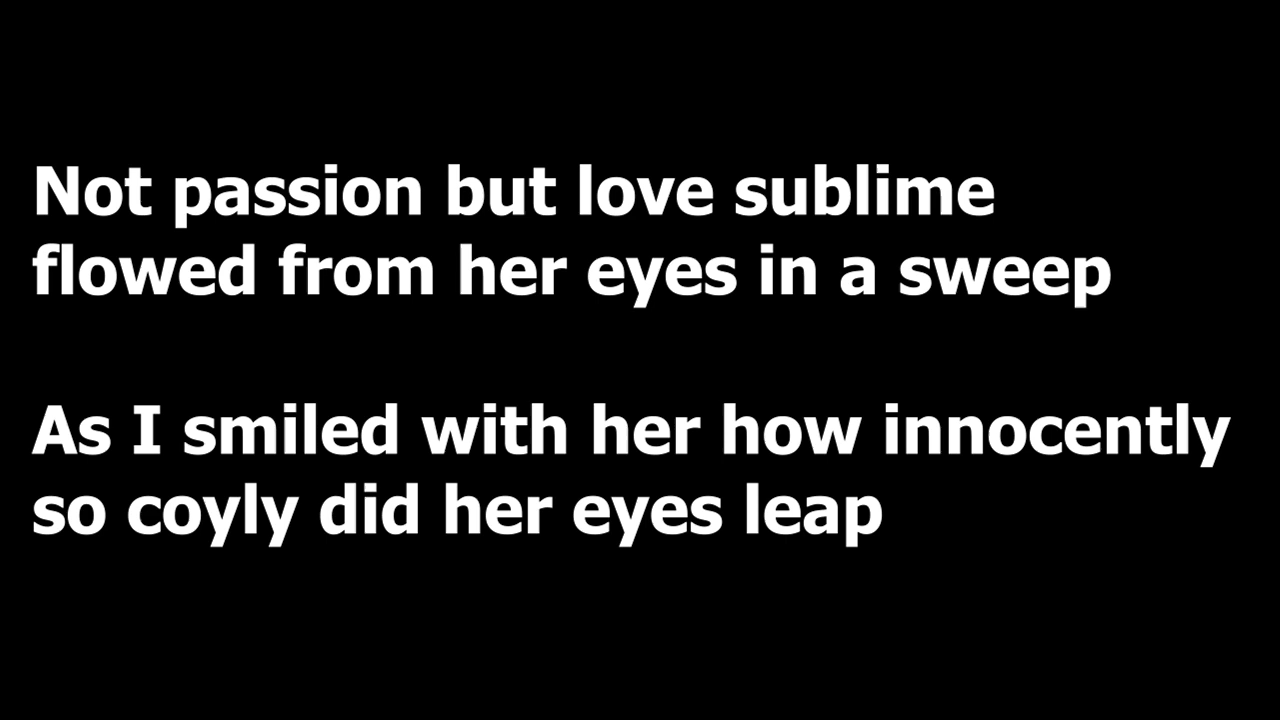 Not passion but love sublime
flowed from her eyes in a sweep
As I smiled with her how innocently
so coyly did her eyes leap